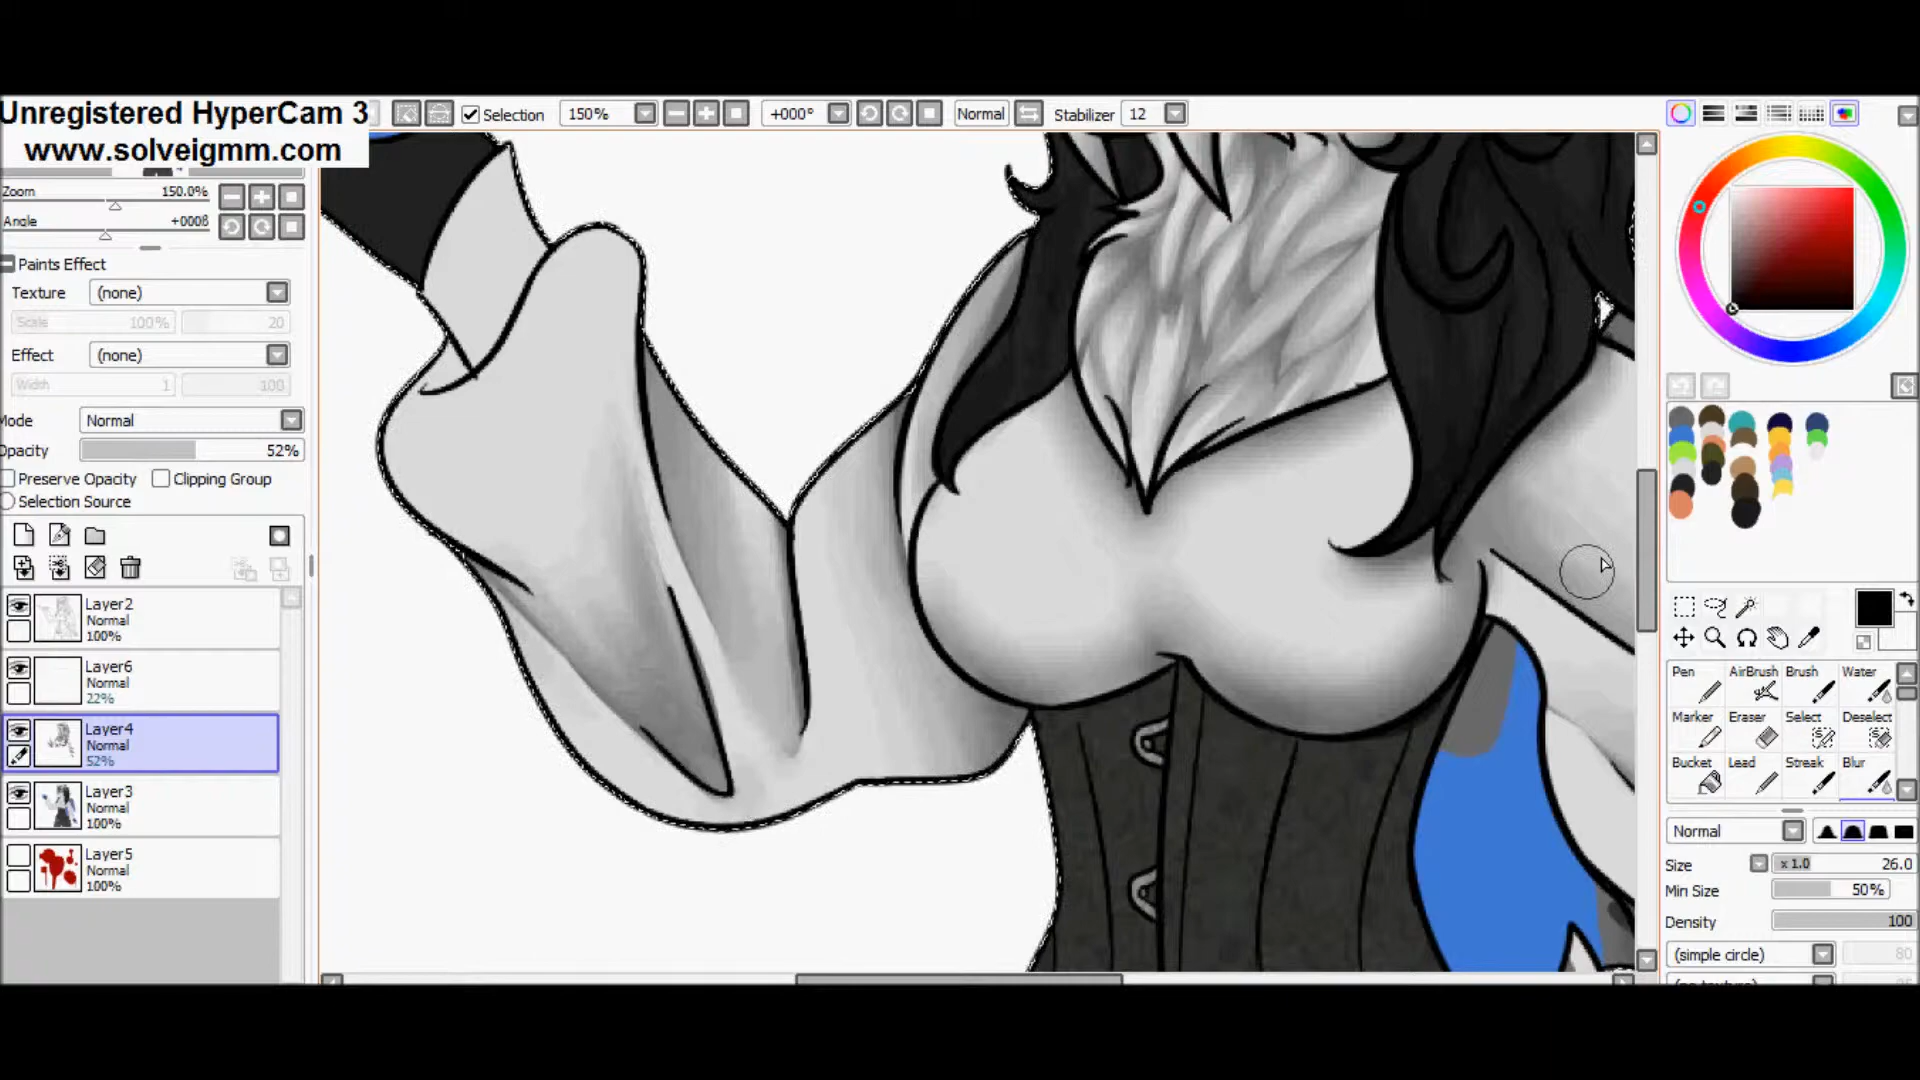 Unregistered HyperCam 3
www.solveigmm.com
Selection 150% +000° Normal Stabilizer 12
Zoom 150.0%
Angle +000ß
Paints Effect
Texture (none)
Scale 100% 20
Effect (none)
Width 1 100
Mode Normal
Opacity 52%
Preserve Opacity Clipping Group
Selection Source
Layer2
Normal
100%
Layer6
Normal
22%
Layer4
Normal
52%
Layer3
Normal
100%
Layer5
Normal
100%
Pen AirBrush Brush Water
Marker Eraser Select Deselect
Bucket Lead Streak Blur
Normal
Size x 1.0 26.0
Min Size 50%
Density 100
(simple circle) 80